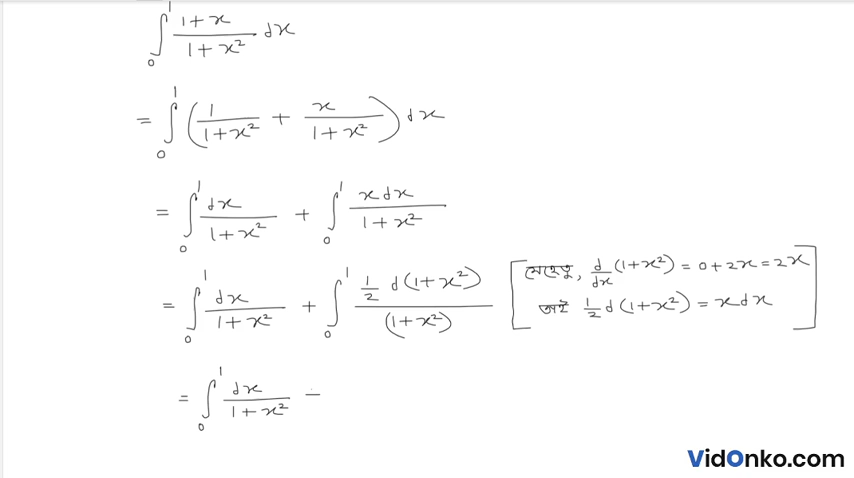 ∫₀¹ (1+x)/(1+x²) dx
= ∫₀¹ (1/(1+x²) + x/(1+x²)) dx
= ∫₀¹ dx/(1+x²) + ∫₀¹ x dx/(1+x²)
= ∫₀¹ dx/(1+x²) + ∫₀¹ ½ d(1+x²)/(1+x²) [যেহেতু, d/dx (1+x²) = 0+2x = 2x
তাই ½ d(1+x²) = x dx]
= ∫₀¹ dx/(1+x²) −
VidOnko.com